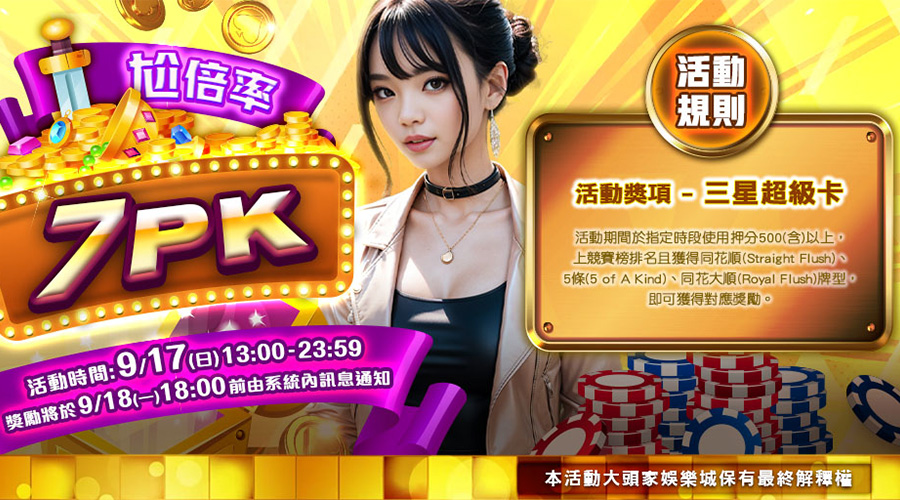 尬倍率
7PK
活動時間:9/17(日)13:00-23:59
獎勵將於9/18(一)18:00前由系統內訊息通知
活動
規則
活動獎項 - 三星超級卡
活動期間於指定時段使用押分500(含)以上，
上競賽榜排名且獲得同花順(Straight Flush)、
5條(5 of A Kind)、同花大順(Royal Flush)牌型，
即可獲得對應獎勵。
本活動大頭家娛樂城保有最終解釋權